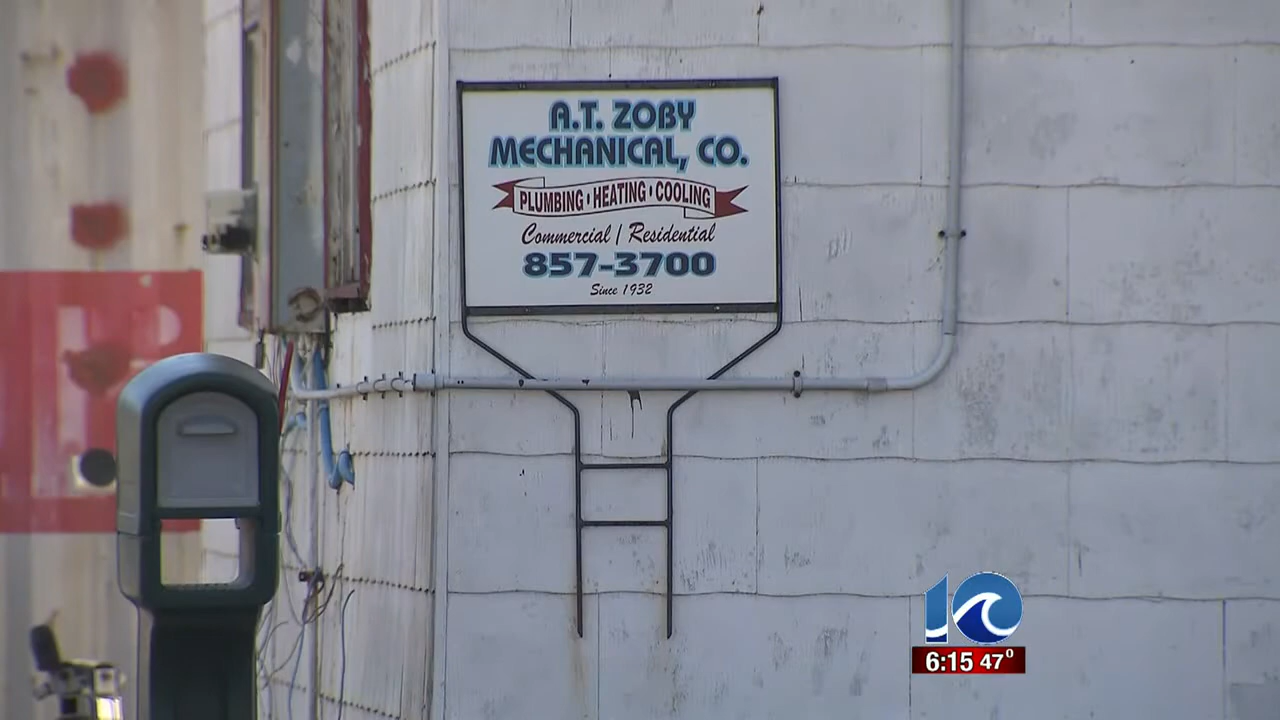 A.T. ZOBY
MECHANICAL, CO.
PLUMBING • HEATING • COOLING
Commercial / Residential
857-3700
Since 1932
10
6:15 47°